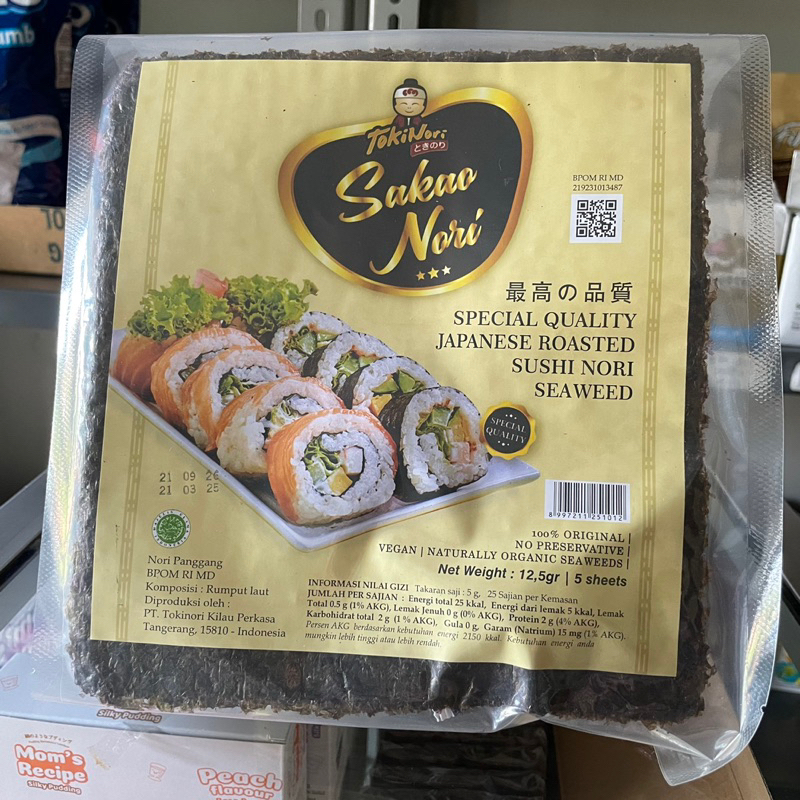 TokiNori
ときのり
Sakao
Nori
BPOM RI MD
219231013487
最高の品質
SPECIAL QUALITY
JAPANESE ROASTED
SUSHI NORI
SEAWEED
SPECIAL
QUALITY
21 09 26
21 03 25
8 997211 251012
100% ORIGINAL |
NO PRESERVATIVE |
VEGAN | NATURALLY ORGANIC SEAWEEDS |
Net Weight : 12,5gr | 5 sheets
Nori Panggang
BPOM RI MD
Komposisi : Rumput laut
Diproduksi oleh :
PT. Tokinori Kilau Perkasa
Tangerang, 15810 - Indonesia
INFORMASI NILAI GIZI Takaran saji : 5 g, 25 Sajian per Kemasan
JUMLAH PER SAJIAN : Energi total 25 kkal, Energi dari lemak 5 kkal, Lemak
Total 0.5 g (1% AKG), Lemak Jenuh 0 g (0% AKG), Protein 2 g (4% AKG),
Karbohidrat total 2 g (1 % AKG), Gula 0 g, Garam (Natrium) 15 mg (1% AKG).
Persen AKG berdasarkan kebutuhan energi 2150 kkal. Kebutuhan energi anda
mungkin lebih tinggi atau lebih rendah.
Silky Pudding
Mom's
Recipe
Silky Pudding
Peach
flavour